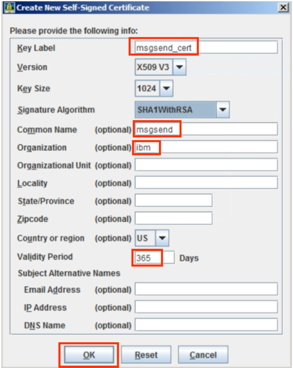 Create New Self-Signed Certificate
Please provide the following info:
Key Label msgsend_cert
Version X509 V3
Key Size 1024
Signature Algorithm SHA1WithRSA
Common Name (optional) msgsend
Organization (optional) ibm
Organizational Unit (optional)
Locality (optional)
State/Province (optional)
Zipcode (optional)
Country or region (optional) US
Validity Period 365 Days
Subject Alternative Names
Email Address (optional)
IP Address (optional)
DNS Name (optional)
OK Reset Cancel